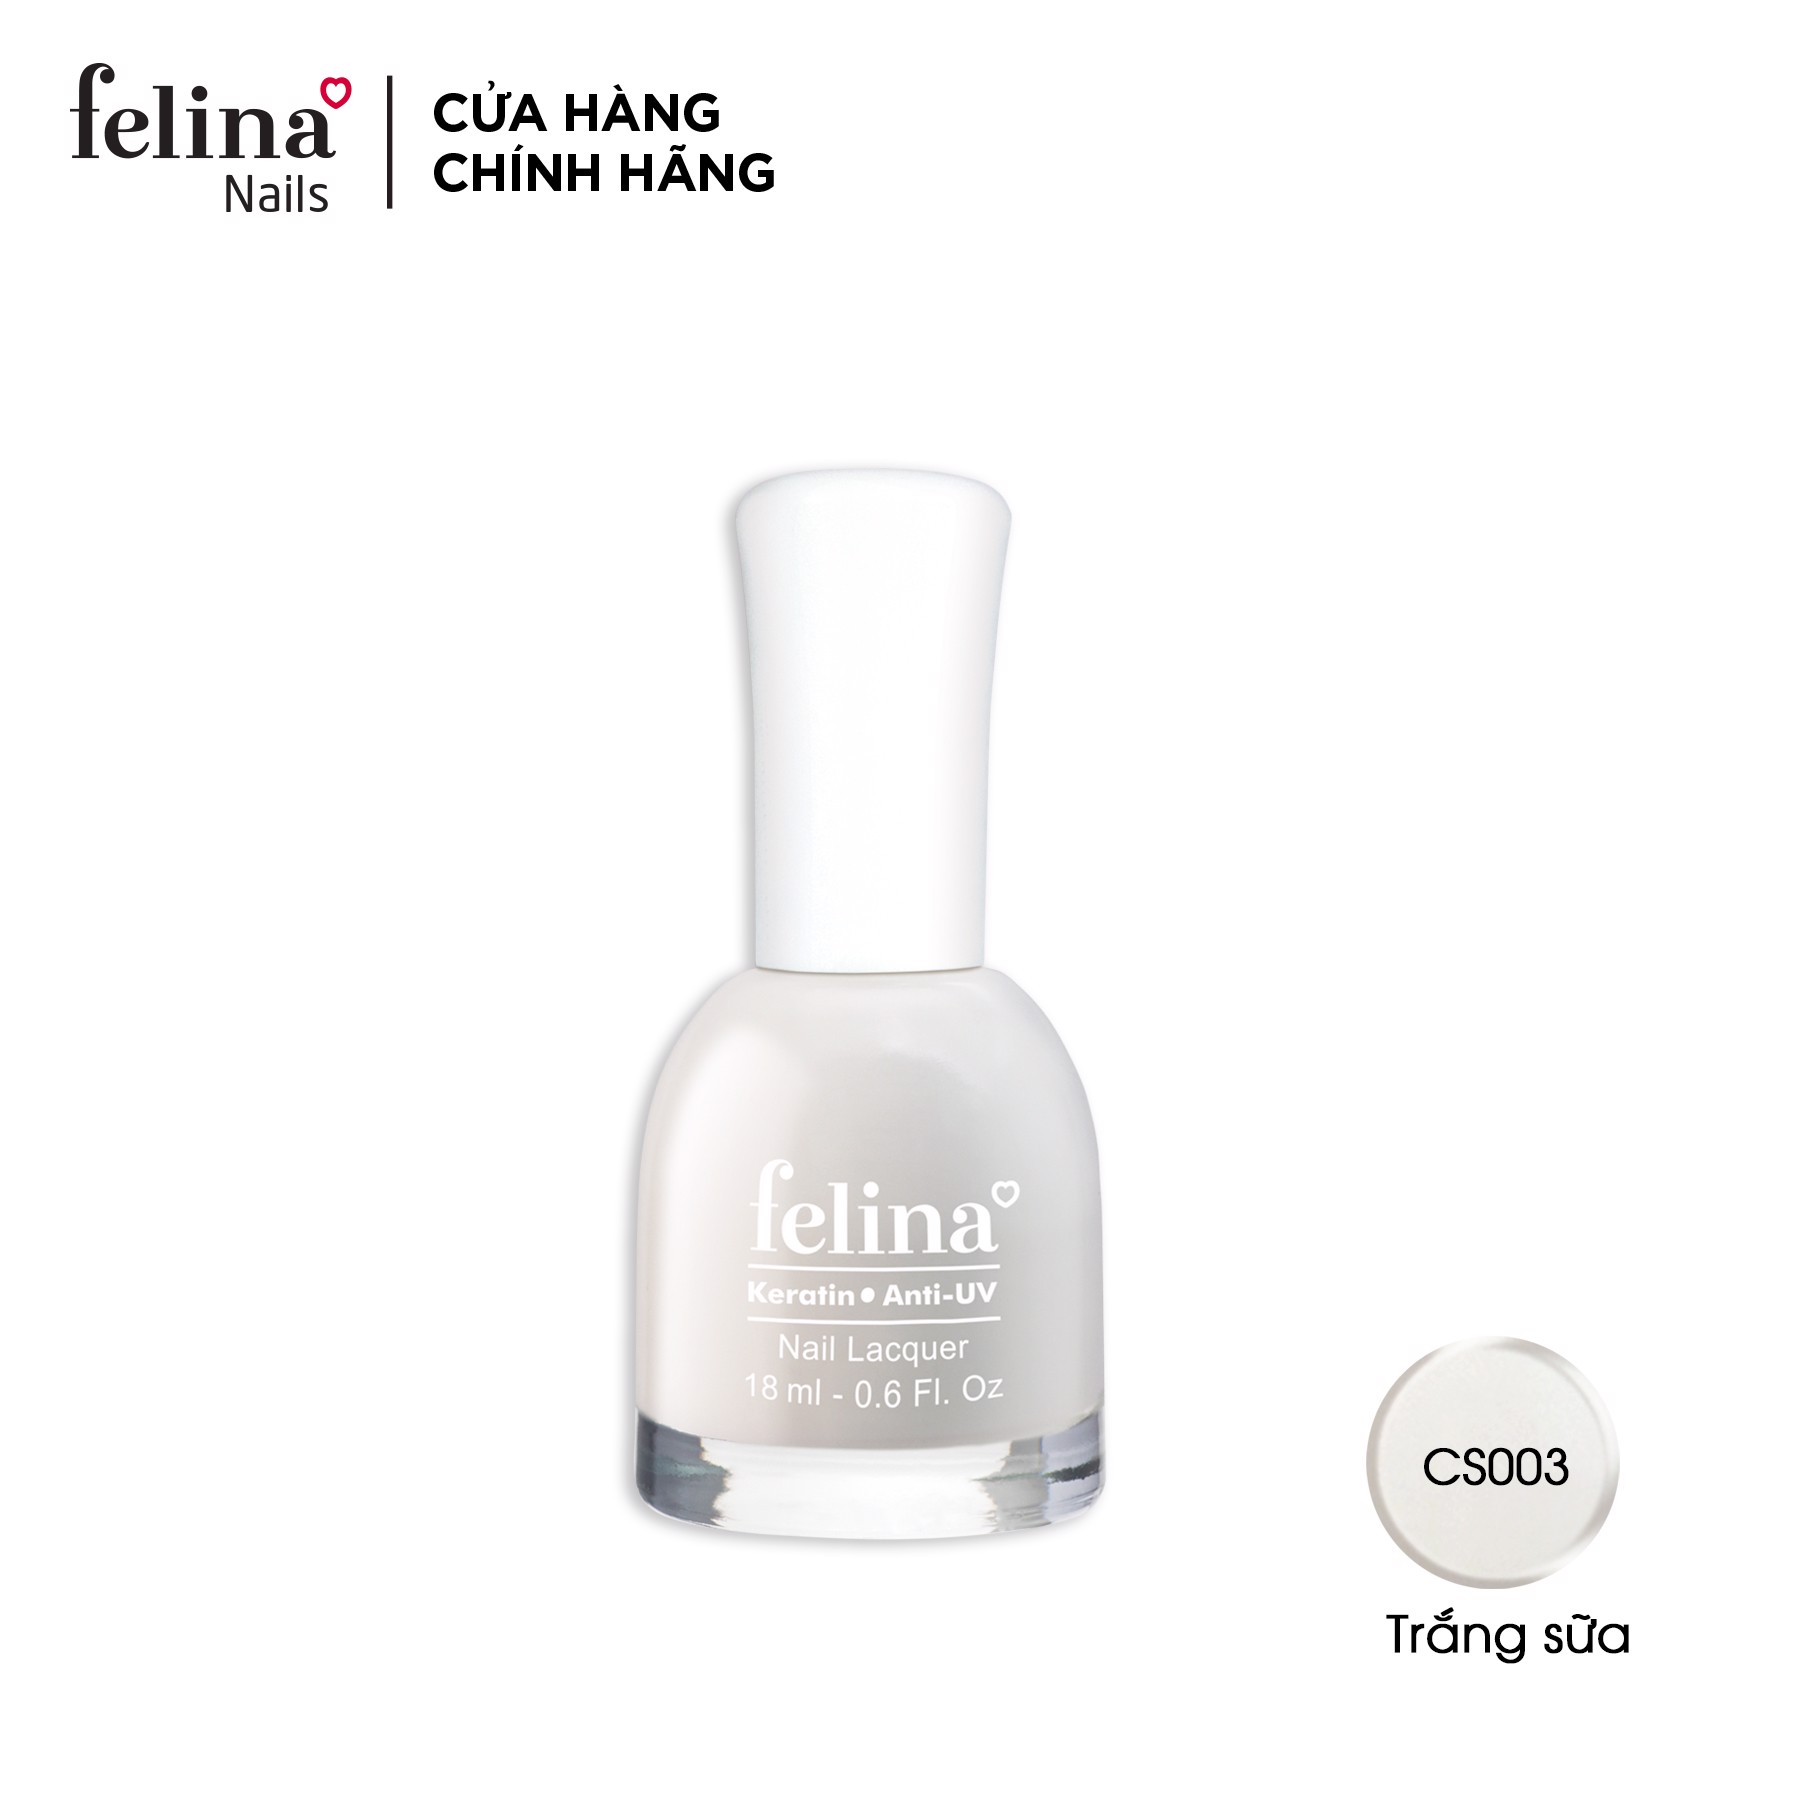 felina
Nails
CỬA HÀNG
CHÍNH HÃNG
felina
Keratin • Anti-UV
Nail Lacquer
18 ml - 0.6 Fl. Oz
CS003
Trắng sữa